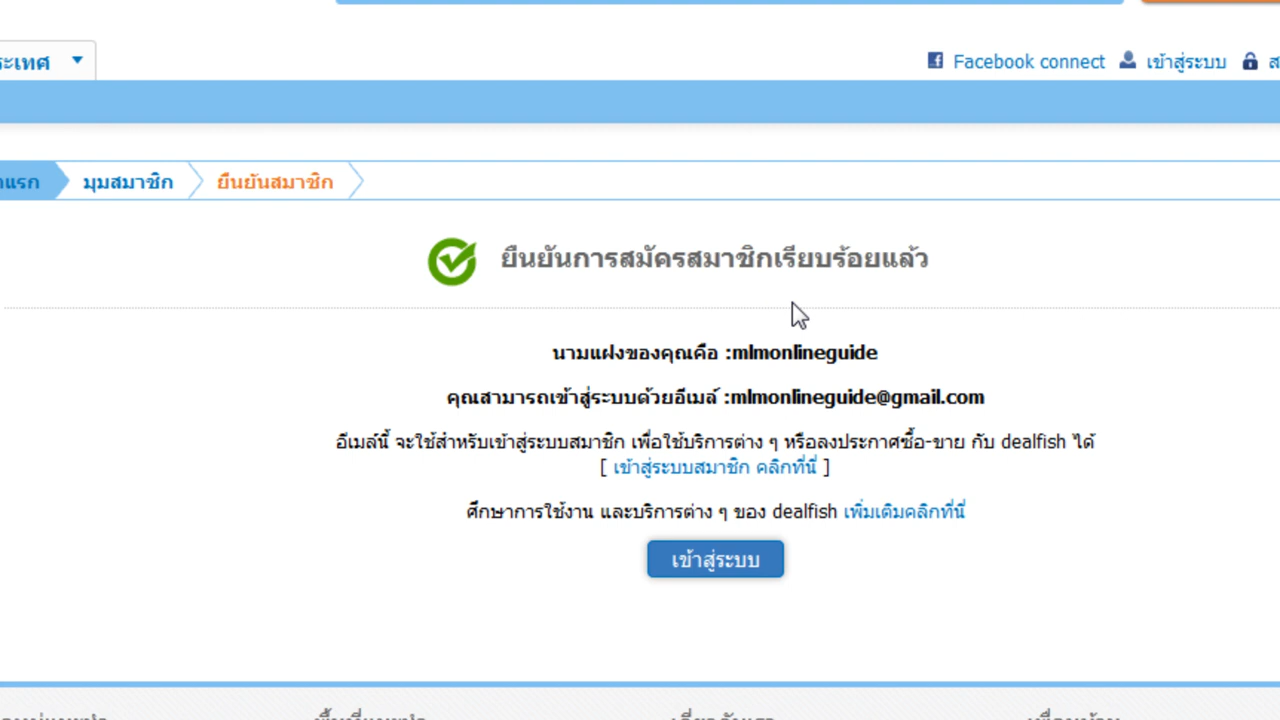 Facebook connect เข้าสู่ระบบ
มุมสมาชิก ยืนยันสมาชิก
ยืนยันการสมัครสมาชิกเรียบร้อยแล้ว
นามแฝงของคุณคือ :mlmonlineguide
คุณสามารถเข้าสู่ระบบด้วยอีเมล์ :mlmonlineguide@gmail.com
อีเมล์นี้ จะใช้สำหรับเข้าสู่ระบบสมาชิก เพื่อใช้บริการต่าง ๆ หรือลงประกาศซื้อ-ขาย กับ dealfish ได้
[ เข้าสู่ระบบสมาชิก คลิกที่นี่ ]
ศึกษาการใช้งาน และบริการต่าง ๆ ของ dealfish เพิ่มเติมคลิกที่นี่
เข้าสู่ระบบ